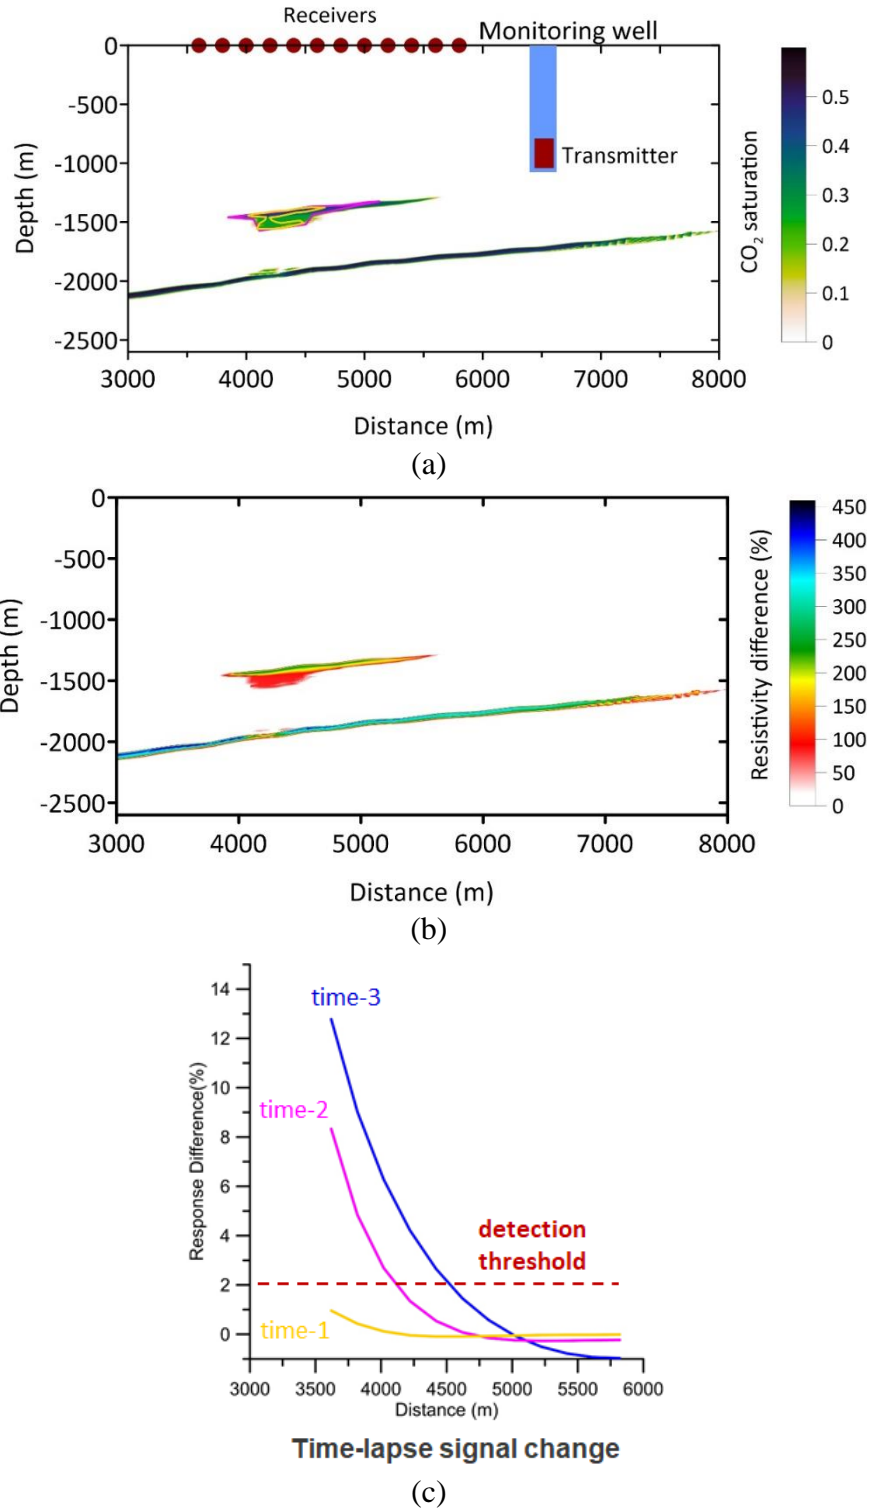 Receivers
Monitoring well
Transmitter
0
-500
-1000
-1500
-2000
-2500
Depth (m)
3000 4000 5000 6000 7000 8000
Distance (m)
CO2 saturation
0.5
0.4
0.3
0.2
0.1
0
(a)
0
-500
-1000
-1500
-2000
-2500
Depth (m)
3000 4000 5000 6000 7000 8000
Distance (m)
Resistivity difference (%)
450
400
350
300
250
200
150
100
50
0
(b)
14
12
10
8
6
4
2
0
Response Difference(%)
time-3
time-2
detection
threshold
time-1
3000 3500 4000 4500 5000 5500 6000
Distance (m)
Time-lapse signal change
(c)